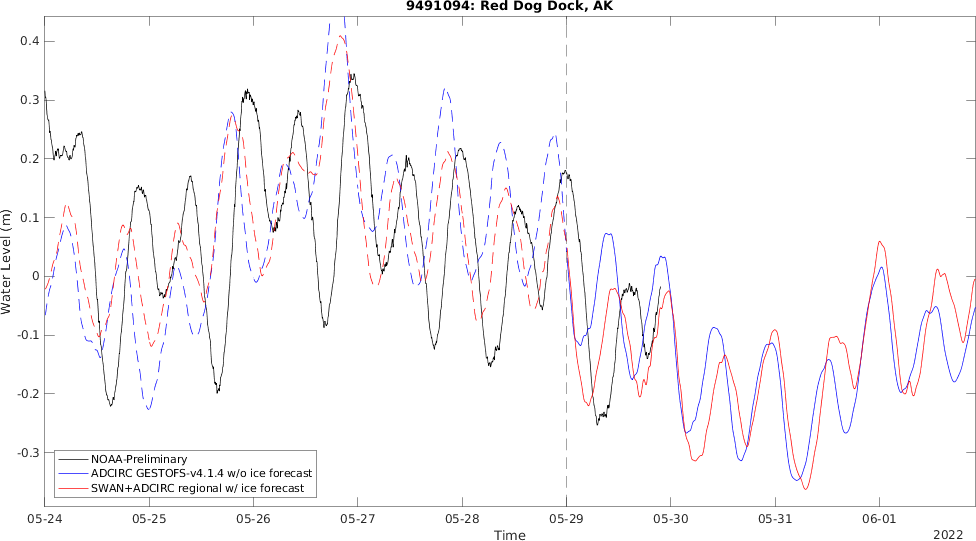 9491094: Red Dog Dock, AK
0.4
0.3
0.2
0.1
0
-0.1
-0.2
-0.3
Water Level (m)
NOAA-Preliminary
ADCIRC GESTOFS-v4.1.4 w/o ice forecast
SWAN+ADCIRC regional w/ ice forecast
05-24 05-25 05-26 05-27 05-28 05-29 05-30 05-31 06-01
Time
2022